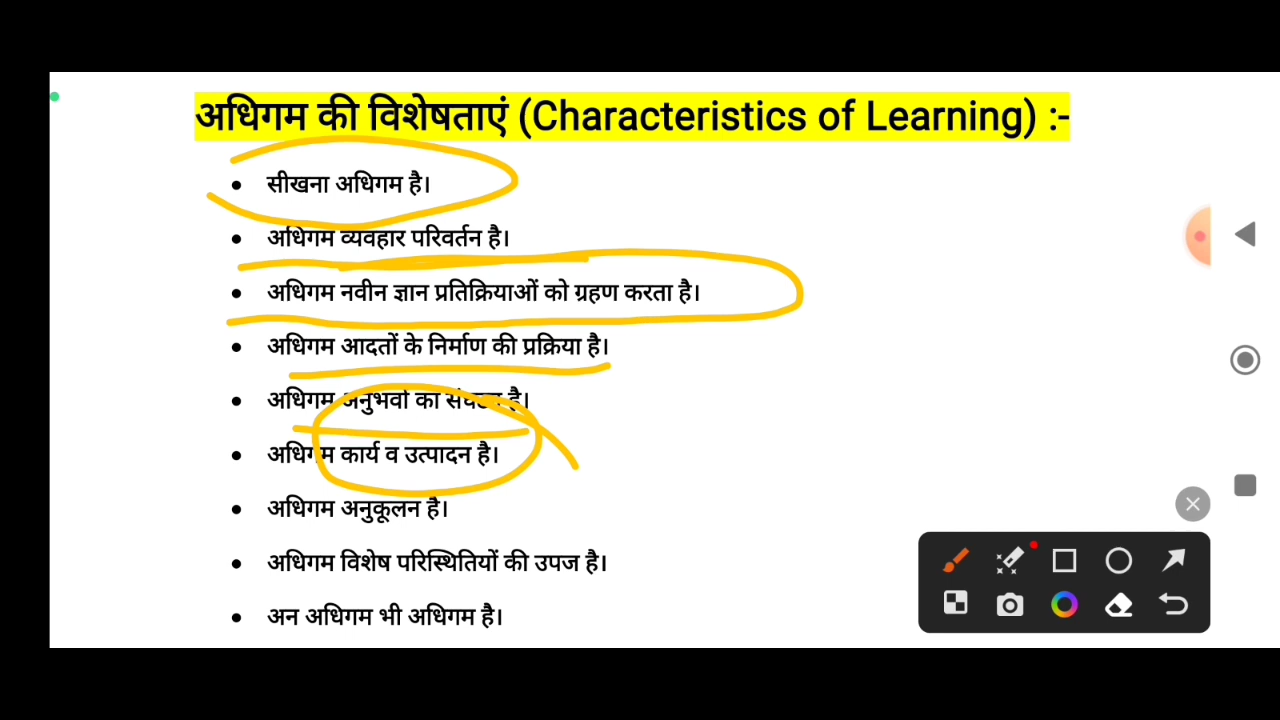 अधिगम की विशेषताएं (Characteristics of Learning) :-
• सीखना अधिगम है।
• अधिगम व्यवहार परिवर्तन है।
• अधिगम नवीन ज्ञान प्रतिक्रियाओं को ग्रहण करता है।
• अधिगम आदतों के निर्माण की प्रक्रिया है।
• अधिगम अनुभवों का है।
• अधिगम कार्य व उत्पादन है।
• अधिगम अनुकूलन है।
• अधिगम विशेष परिस्थितियों की उपज है।
• अन अधिगम भी अधिगम है।